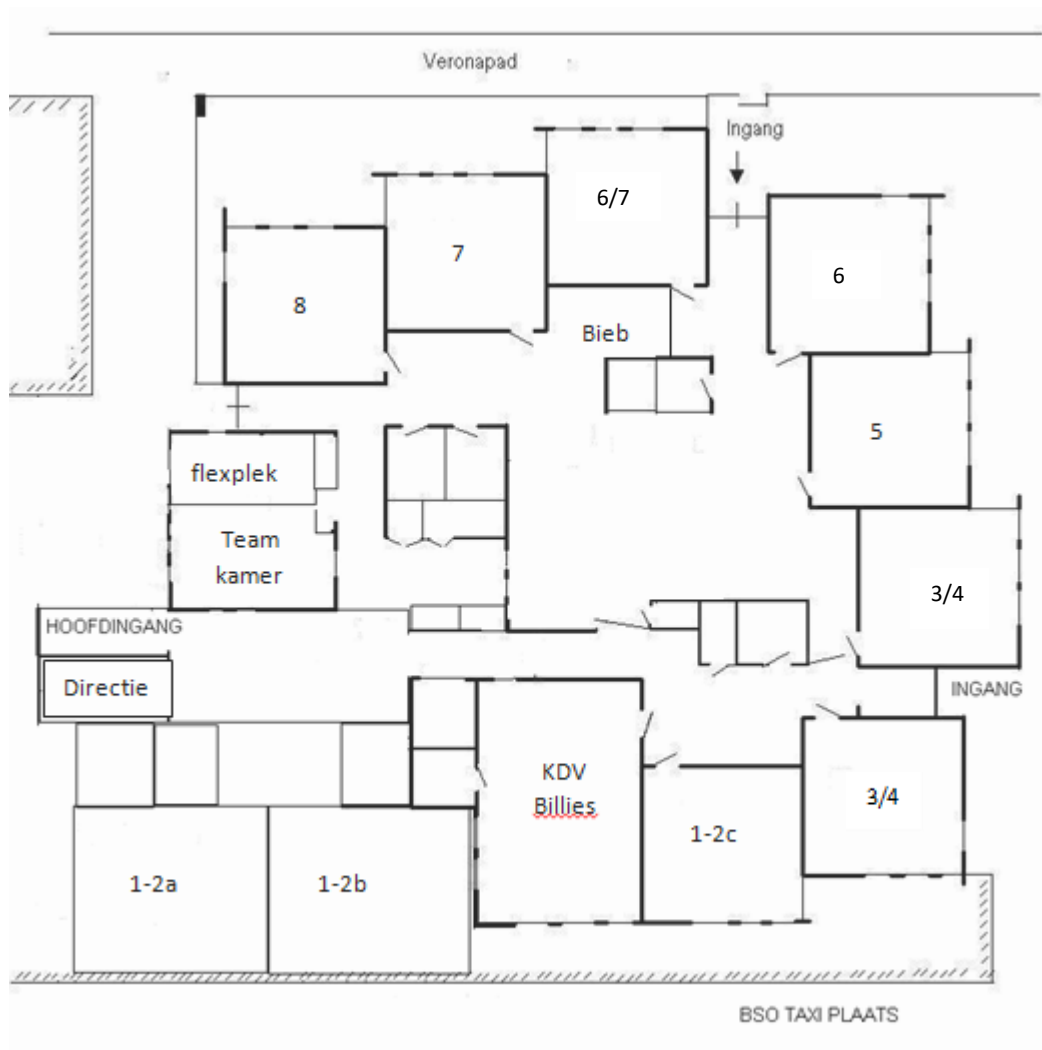 Veronapad
Ingang
6/7
7
6
8
Bieb
5
flexplek
Team
kamer
3/4
HOOFDINGANG
Directie
INGANG
KDV
Billies
3/4
1-2c
1-2a
1-2b
BSO TAXI PLAATS